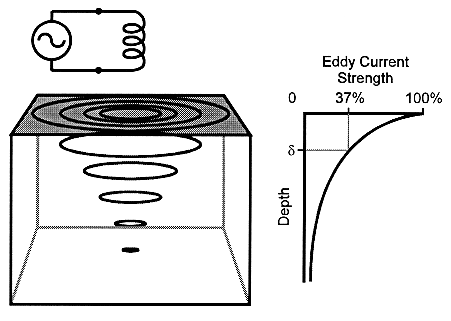 Eddy Current
Strength
0 37% 100%
δ
Depth